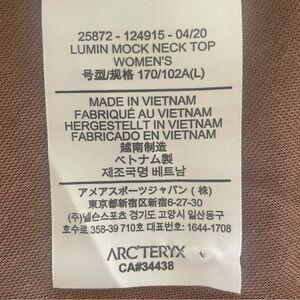 25872 - 124915 - 04/20
LUMIN MOCK NECK TOP
WOMEN'S
号型/规格 170/102A(L)
MADE IN VIETNAM
FABRIQUÉ AU VIETNAM
HERGESTELLT IN VIETNAM
FABRICADO EN VIETNAM
越南制造
ベトナム製
제조국명 베트남
アメアスポーツジャパン (株)
東京都新宿区新宿6-27-30
(주)넬슨스포츠 경기도 고양시 일산동구
호수로 358-39 710호 대표번호: 1644-1708
ARC'TERYX
CA#34438